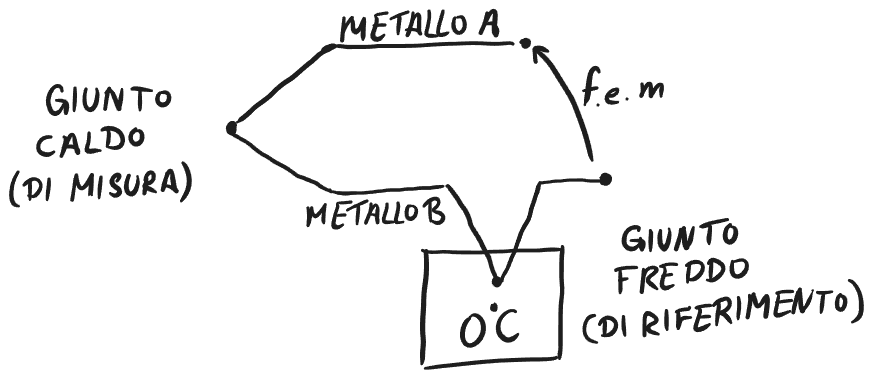 METALLO A
f.e.m
GIUNTO
CALDO
(DI MISURA)
METALLO B
GIUNTO
FREDDO
(DI RIFERIMENTO)
0°C